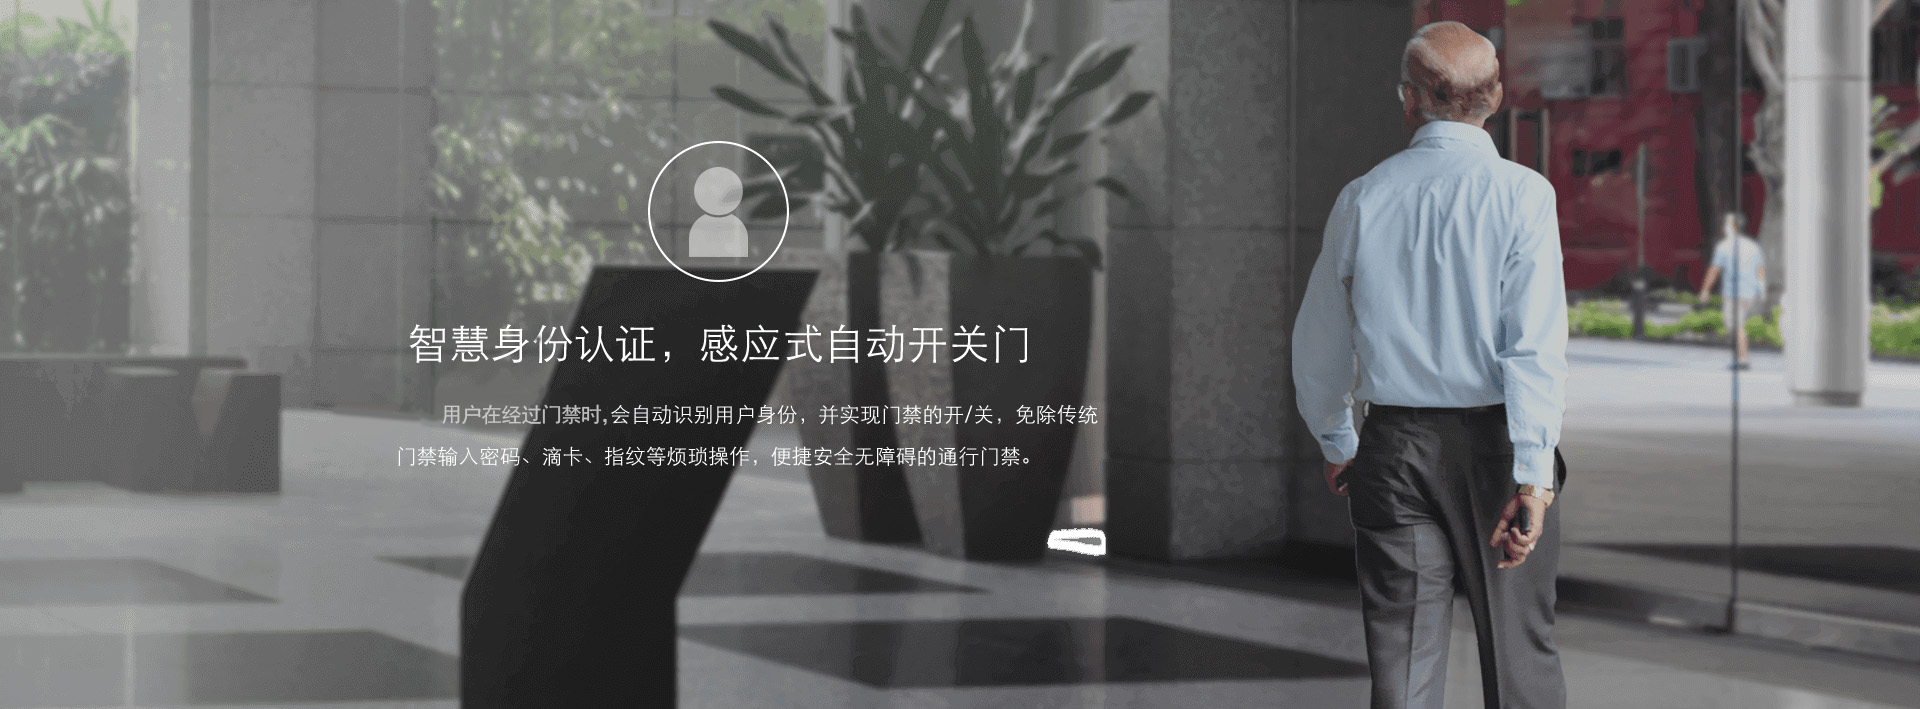 智慧身份认证，感应式自动开关门
用户在经过门禁时,会自动识别用户身份，并实现门禁的开/关，免除传统
门禁输入密码、滴卡、指纹等烦琐操作，便捷安全无障碍的通行门禁。